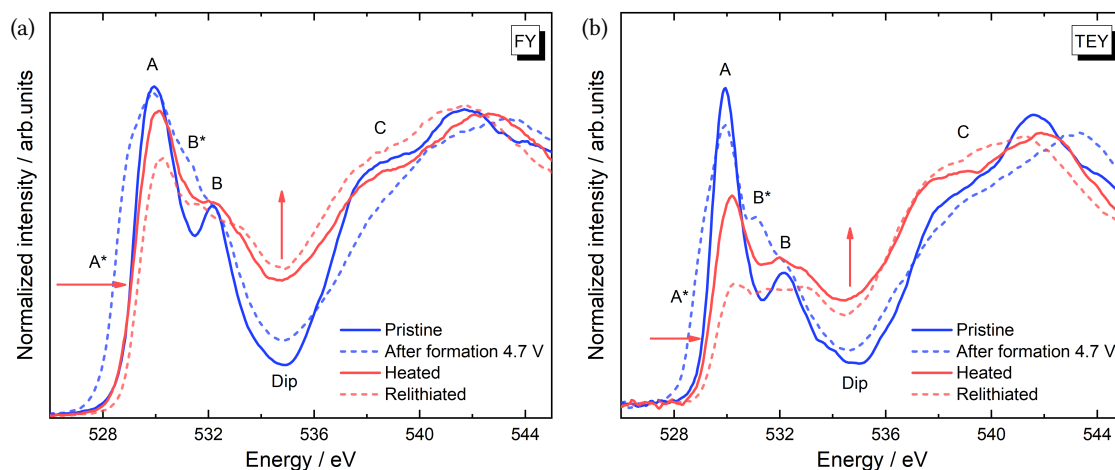 (a)
FY
A
B*
B
C
A*
Dip
Pristine
After formation 4.7 V
Heated
Relithiated
Normalized intensity / arb.units
528 532 536 540 544
Energy / eV
(b)
TEY
A
B*
B
C
A*
Dip
Pristine
After formation 4.7 V
Heated
Relithiated
Normalized intensity / arb.units
528 532 536 540 544
Energy / eV